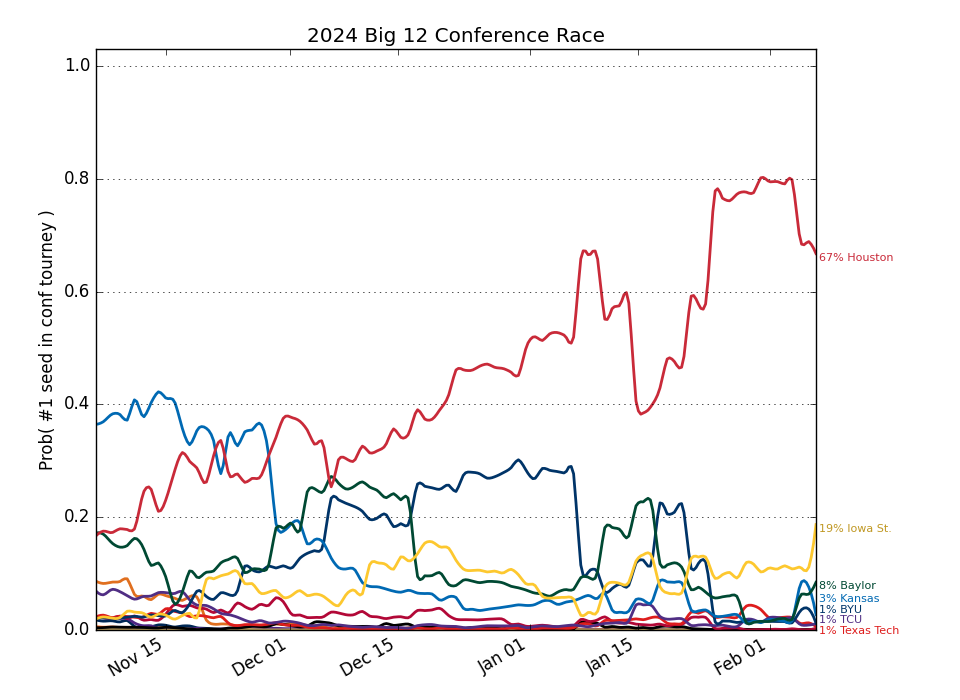 2024 Big 12 Conference Race
Prob( #1 seed in conf tourney )
1.0
0.8
0.6
0.4
0.2
0.0
Nov 15
Dec 01
Dec 15
Jan 01
Jan 15
Feb 01
67% Houston
19% Iowa St.
8% Baylor
3% Kansas
1% BYU
1% TCU
1% Texas Tech